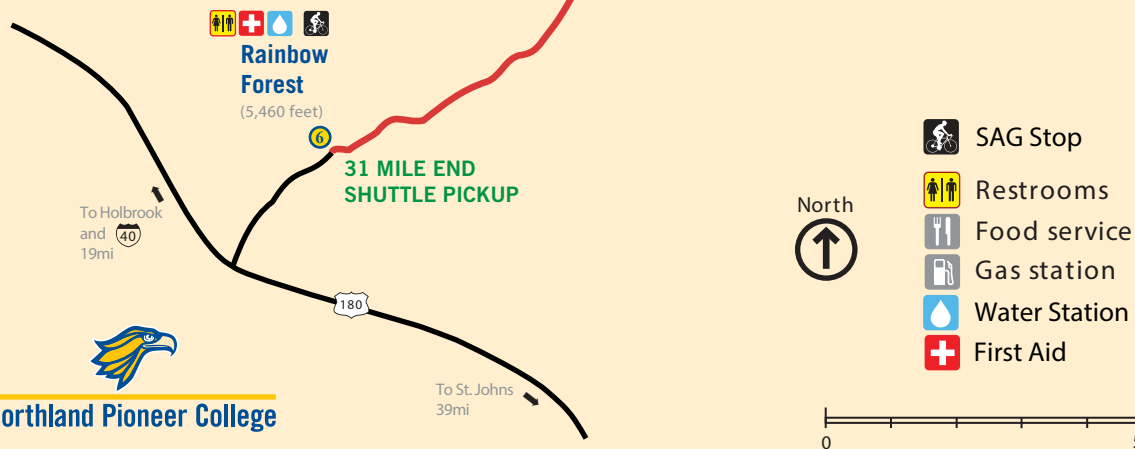 Rainbow
Forest
(5,460 feet)
6
31 MILE END
SHUTTLE PICKUP
To Holbrook
and 40
19mi
180
To St. Johns
39mi
orthland Pioneer College
North
SAG Stop
Restrooms
Food service
Gas station
Water Station
First Aid
0